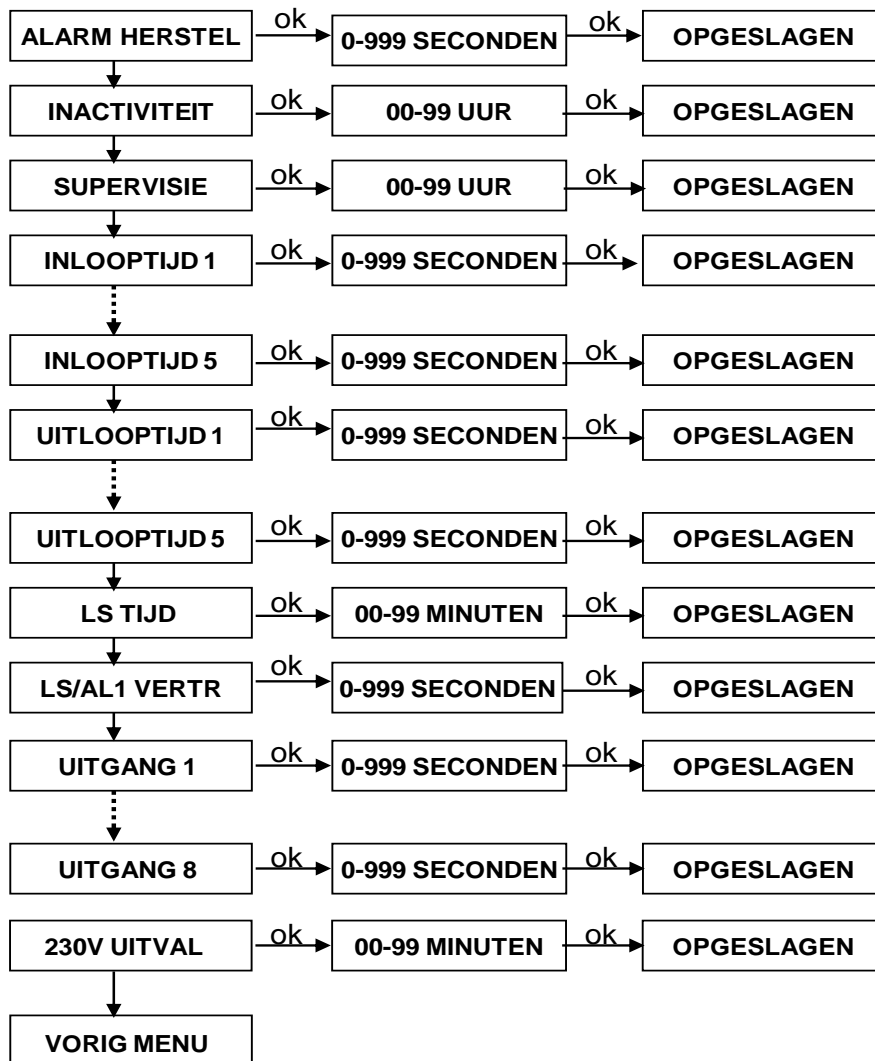 ALARM HERSTEL ok 0-999 SECONDEN ok OPGESLAGEN
INACTIVITEIT ok 00-99 UUR ok OPGESLAGEN
SUPERVISIE ok 00-99 UUR ok OPGESLAGEN
INLOOPTIJD 1 ok 0-999 SECONDEN ok OPGESLAGEN
INLOOPTIJD 5 ok 0-999 SECONDEN ok OPGESLAGEN
UITLOOPTIJD 1 ok 0-999 SECONDEN ok OPGESLAGEN
UITLOOPTIJD 5 ok 0-999 SECONDEN ok OPGESLAGEN
LS TIJD ok 00-99 MINUTEN ok OPGESLAGEN
LS/AL1 VERTR ok 0-999 SECONDEN ok OPGESLAGEN
UITGANG 1 ok 0-999 SECONDEN ok OPGESLAGEN
UITGANG 8 ok 0-999 SECONDEN ok OPGESLAGEN
230V UITVAL ok 00-99 MINUTEN ok OPGESLAGEN
VORIG MENU